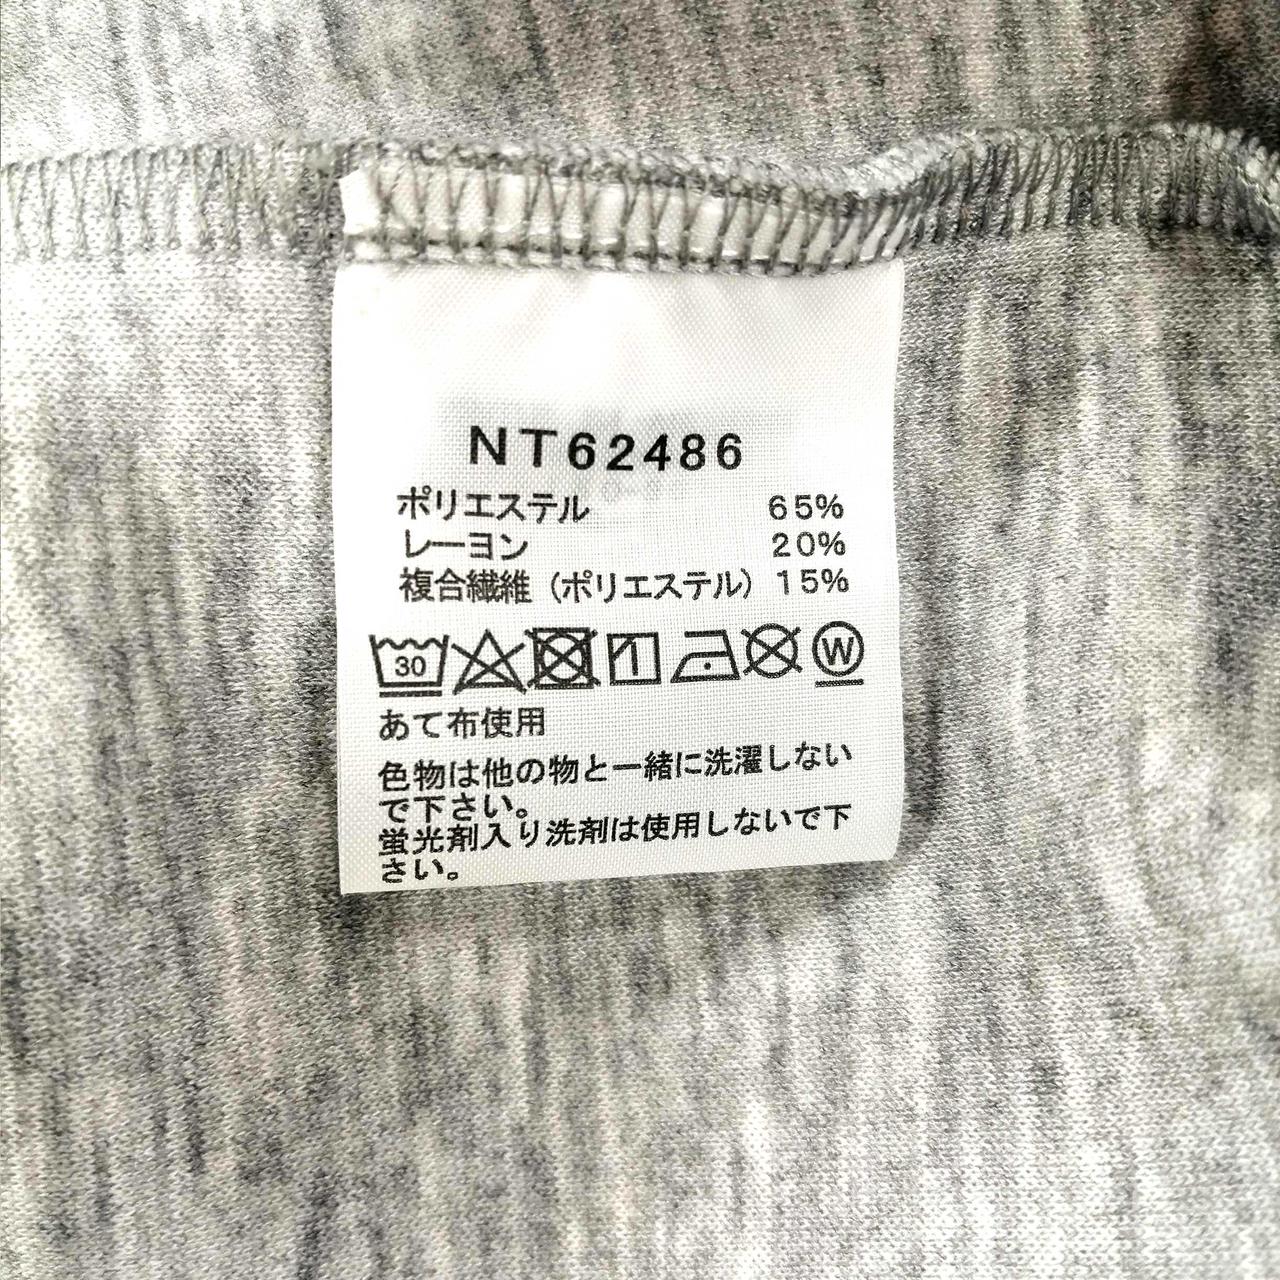 NT62486
ポリエステル 65%
レーヨン 20%
複合繊維（ポリエステル）15%
30 W
あて布使用
色物は他の物と一緒に洗濯しない
で下さい。
蛍光剤入り洗剤は使用しないで下
さい。